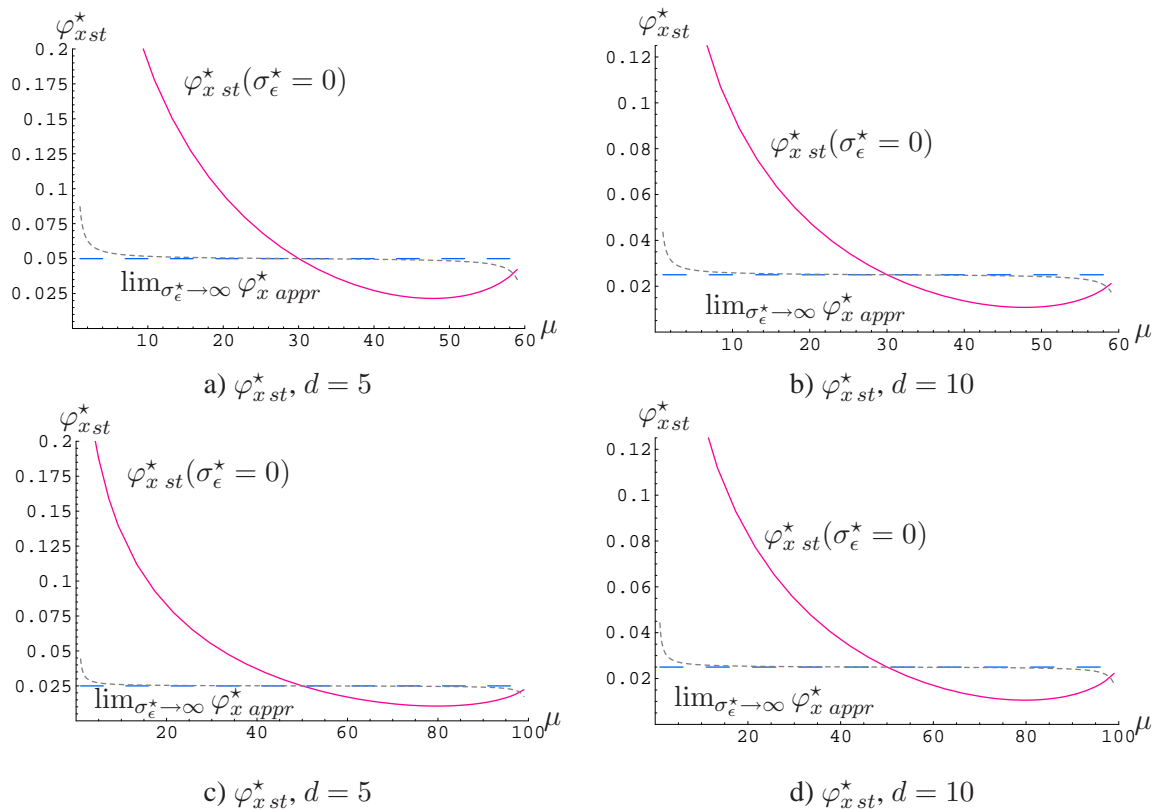 φ*x st
φ*x st
0.2
0.175
0.15
0.125
0.1
0.075
0.05
0.025
φ*x st(σ*ϵ = 0)
limσ*ϵ→∞ φ*x appr
10 20 30 40 50 60 μ
0.12
0.1
0.08
0.06
0.04
0.02
φ*x st(σ*ϵ = 0)
limσ*ϵ→∞ φ*x appr
10 20 30 40 50 60 μ
a) φ*x st, d = 5
b) φ*x st, d = 10
φ*x st
φ*x st
0.2
0.175
0.15
0.125
0.1
0.075
0.05
0.025
φ*x st(σ*ϵ = 0)
limσ*ϵ→∞ φ*x appr
20 40 60 80 100 μ
0.12
0.1
0.08
0.06
0.04
0.02
φ*x st(σ*ϵ = 0)
limσ*ϵ→∞ φ*x appr
20 40 60 80 100 μ
c) φ*x st, d = 5
d) φ*x st, d = 10